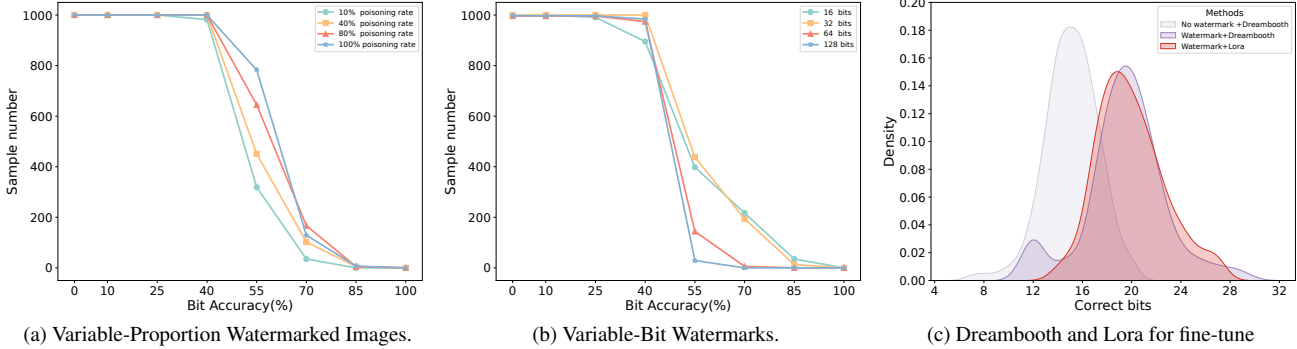 1000
800
600
400
200
0
Sample number
0 10 25 40 55 70 85 100
Bit Accuracy(%)
10% poisoning rate
40% poisoning rate
80% poisoning rate
100% poisoning rate
(a) Variable-Proportion Watermarked Images.
1000
800
600
400
200
0
Sample number
0 10 25 40 55 70 85 100
Bit Accuracy(%)
16 bits
32 bits
64 bits
128 bits
(b) Variable-Bit Watermarks.
0.20
0.18
0.16
0.14
0.12
0.10
0.08
0.06
0.04
0.02
0.00
Density
4 8 12 16 20 24 28 32
Correct bits
Methods
No watermark +Dreambooth
Watermark+Dreambooth
Watermark+Lora
(c) Dreambooth and Lora for fine-tune